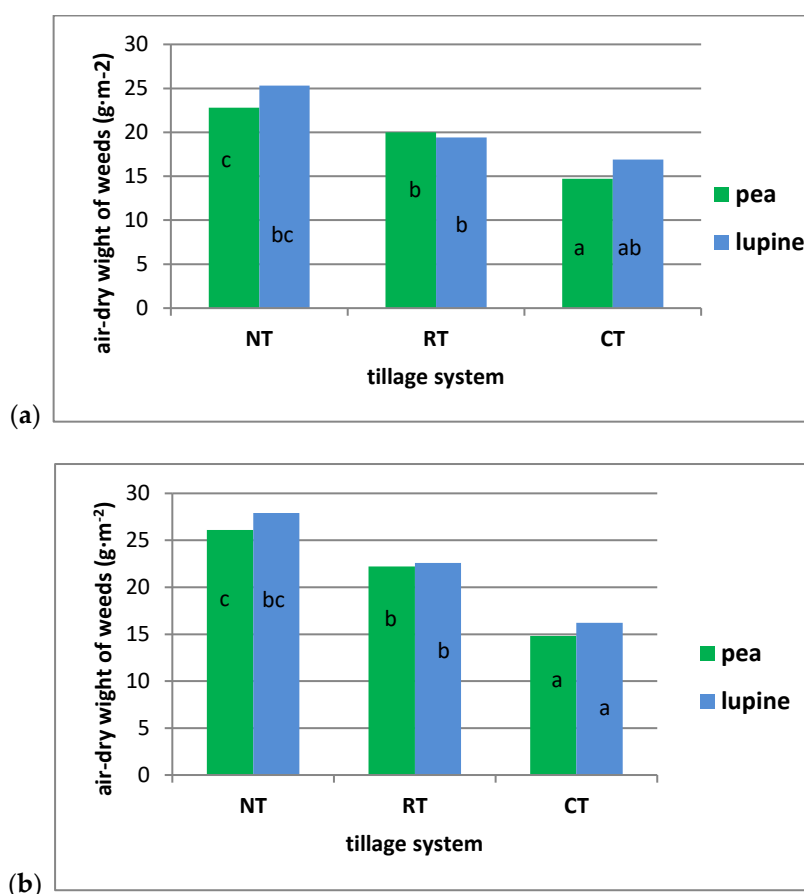 air-dry wight of weeds (g·m-2)
30
25
20
15
10
5
0
c
bc
b
b
a
ab
NT
RT
CT
tillage system
pea
lupine
(a)
air-dry wight of weeds (g·m⁻²)
30
25
20
15
10
5
0
c
bc
b
b
a
a
NT
RT
CT
tillage system
pea
lupine
(b)